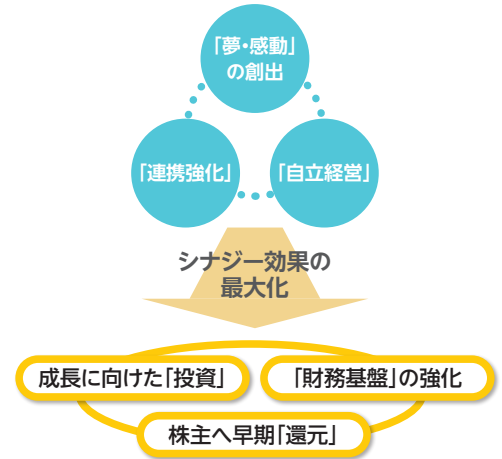 「夢・感動」
の創出
「連携強化」
「自立経営」
シナジー効果の
最大化
成長に向けた「投資」
「財務基盤」の強化
株主へ早期「還元」